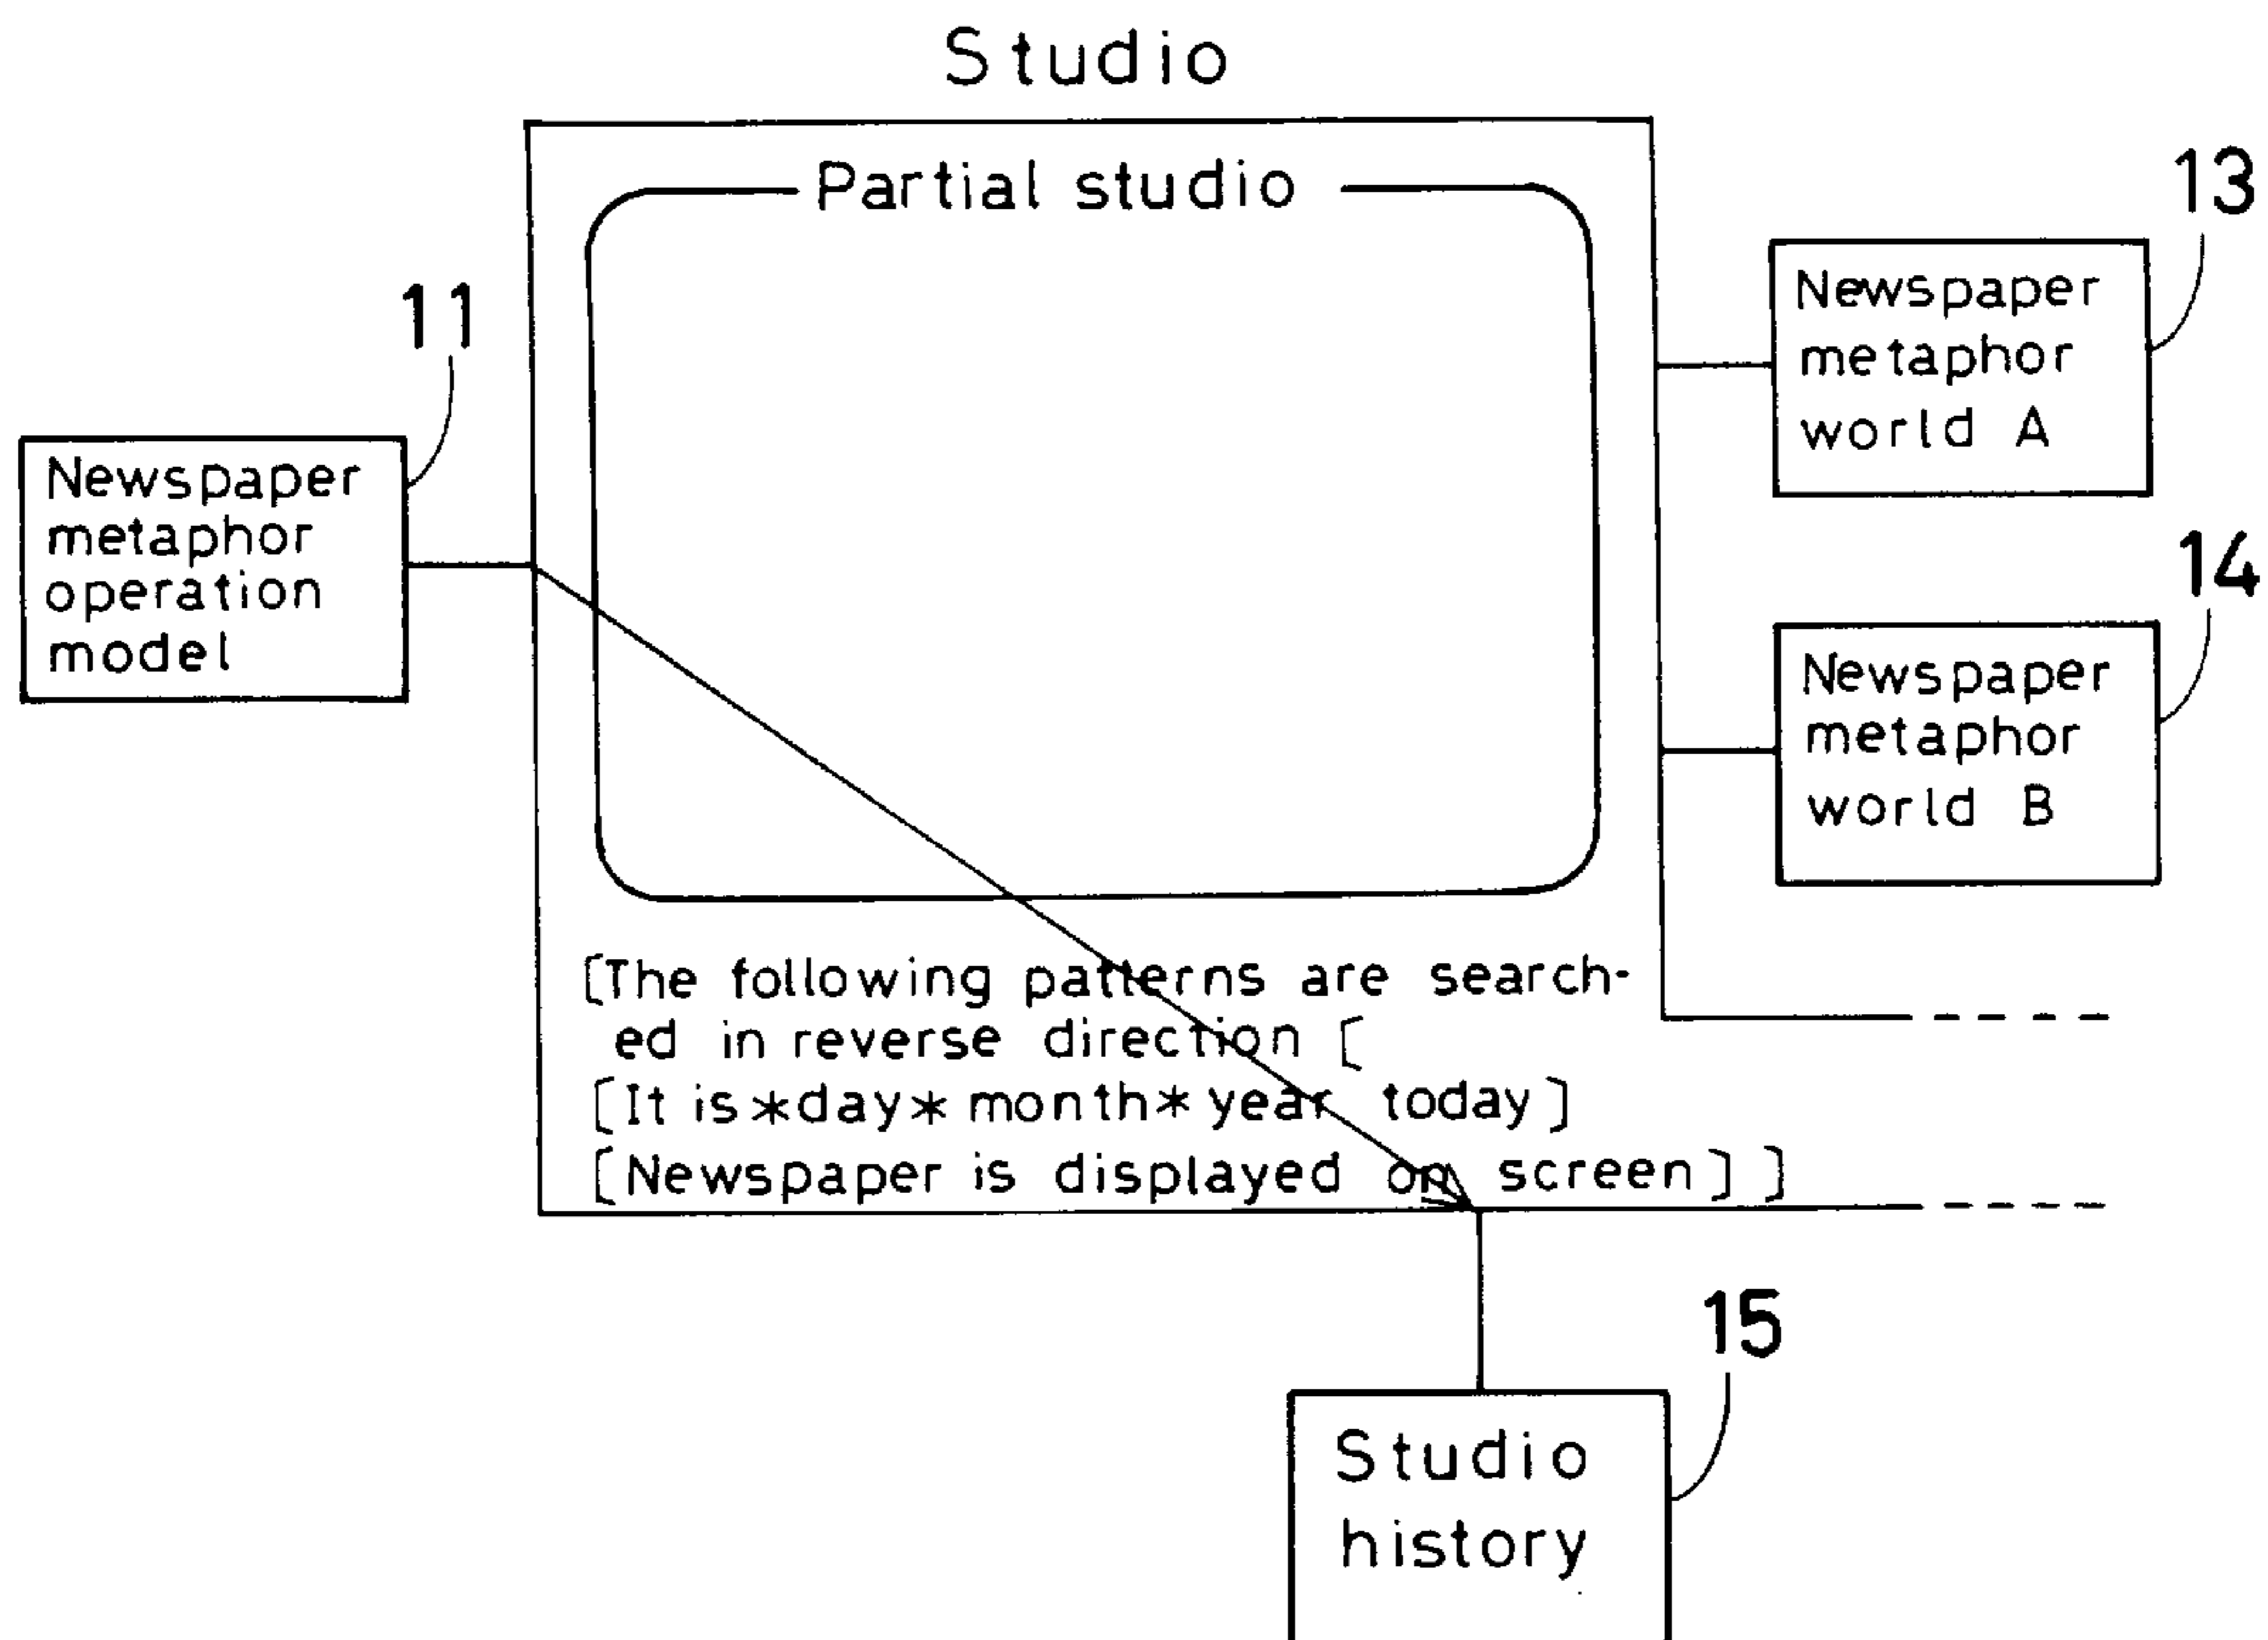 Studio
Partial studio
13
Newspaper
metaphor
world A
11
Newspaper
metaphor
operation
model
14
Newspaper
metaphor
world B
[The following patterns are search-
ed in reverse direction [
[It is *day* month* year today]
[Newspaper is displayed on screen] ]
15
Studio
history